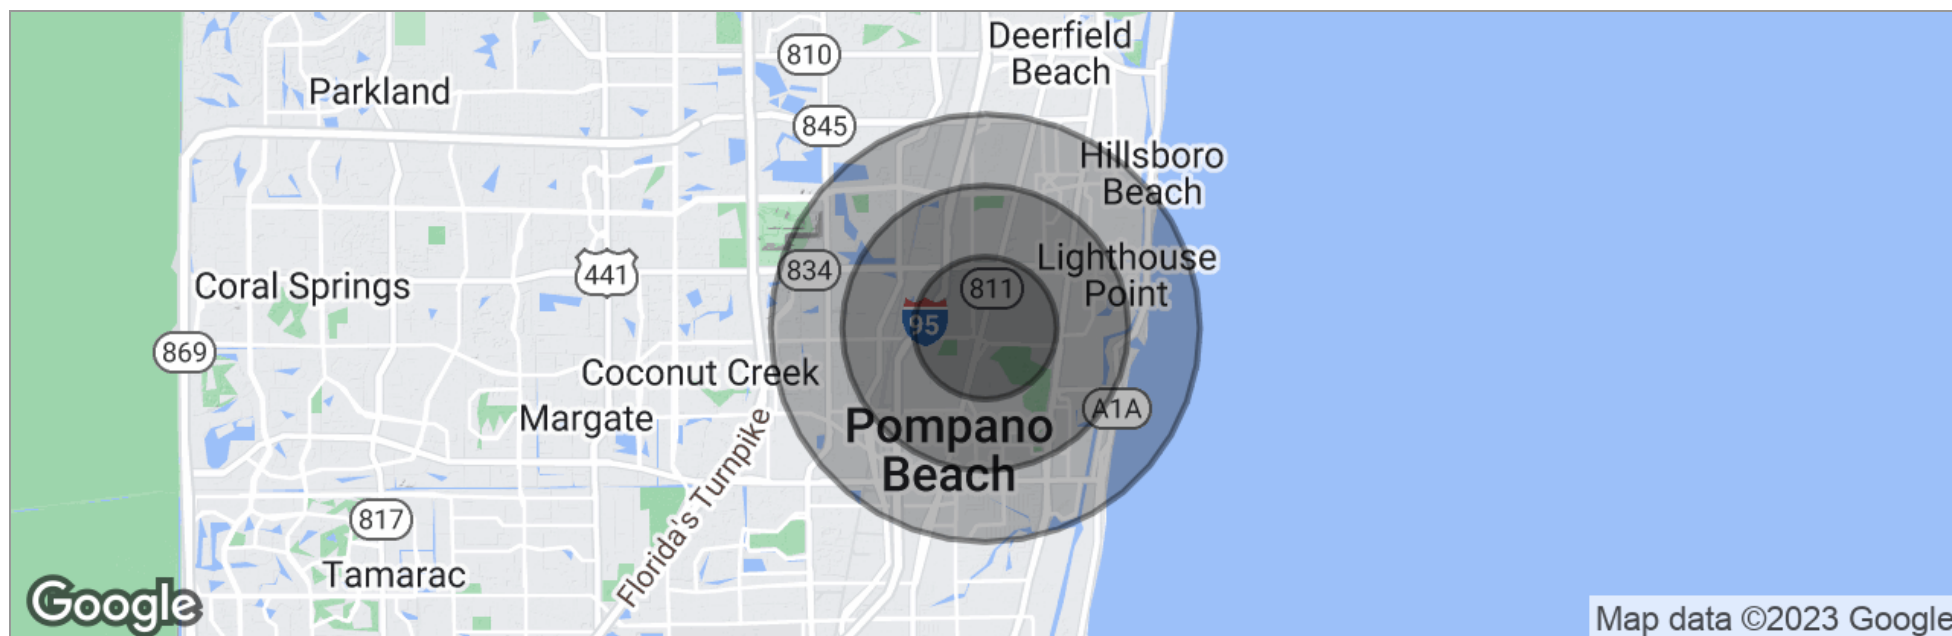 Deerfield
Beach
810
Parkland
845
Hillsboro
Beach
Lighthouse
Point
441
834
811
Coral Springs
95
869
Coconut Creek
Margate
A1A
Pompano
Beach
Florida's Turnpike
817
Tamarac
Google
Map data ©2023 Google